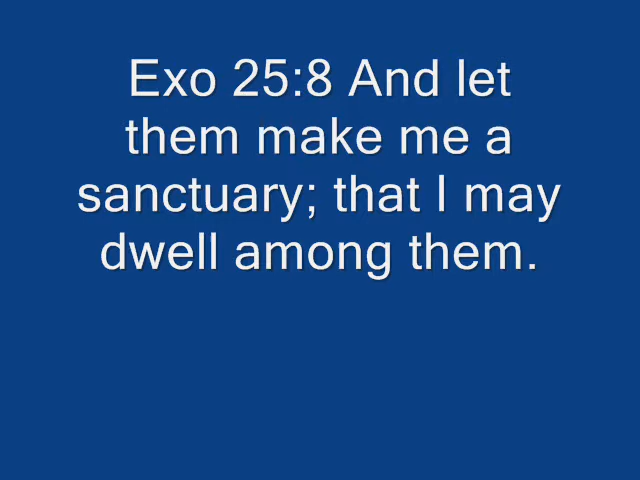 Exo 25:8 And let
them make me a
sanctuary; that I may
dwell among them.